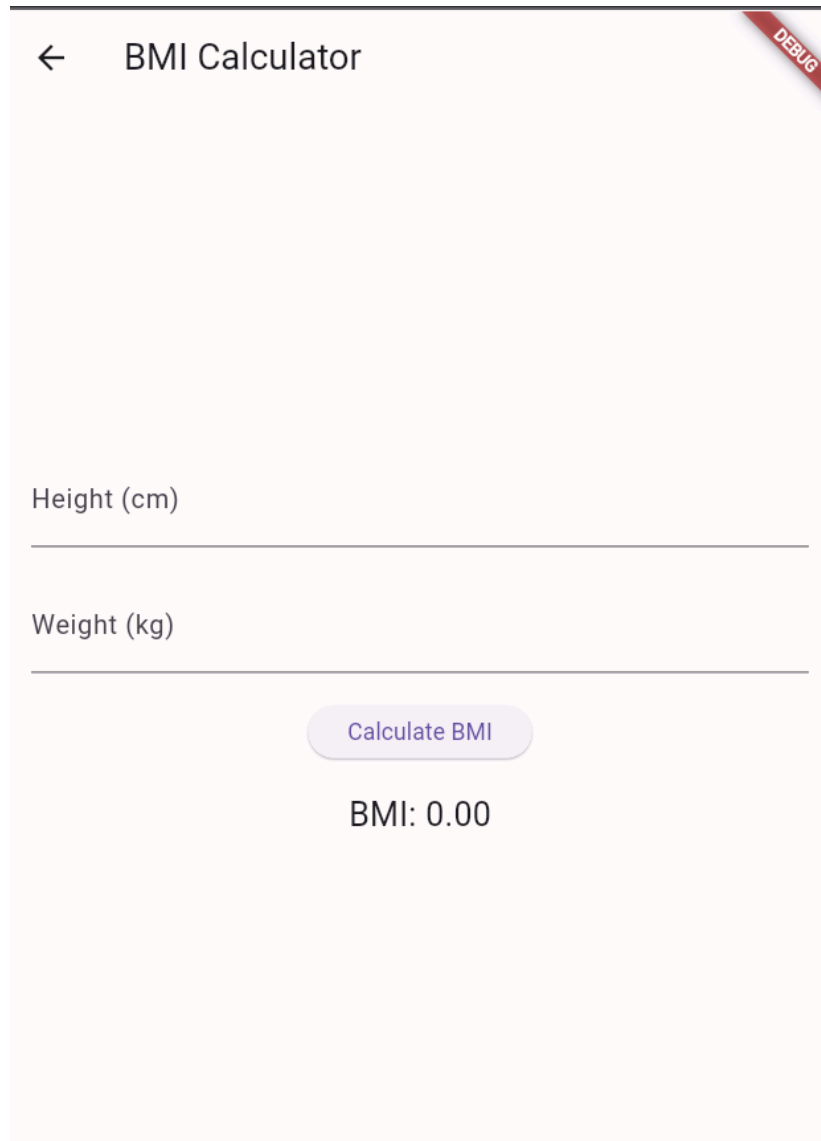 BMI Calculator
DEBUG
Height (cm)
Weight (kg)
Calculate BMI
BMI: 0.00